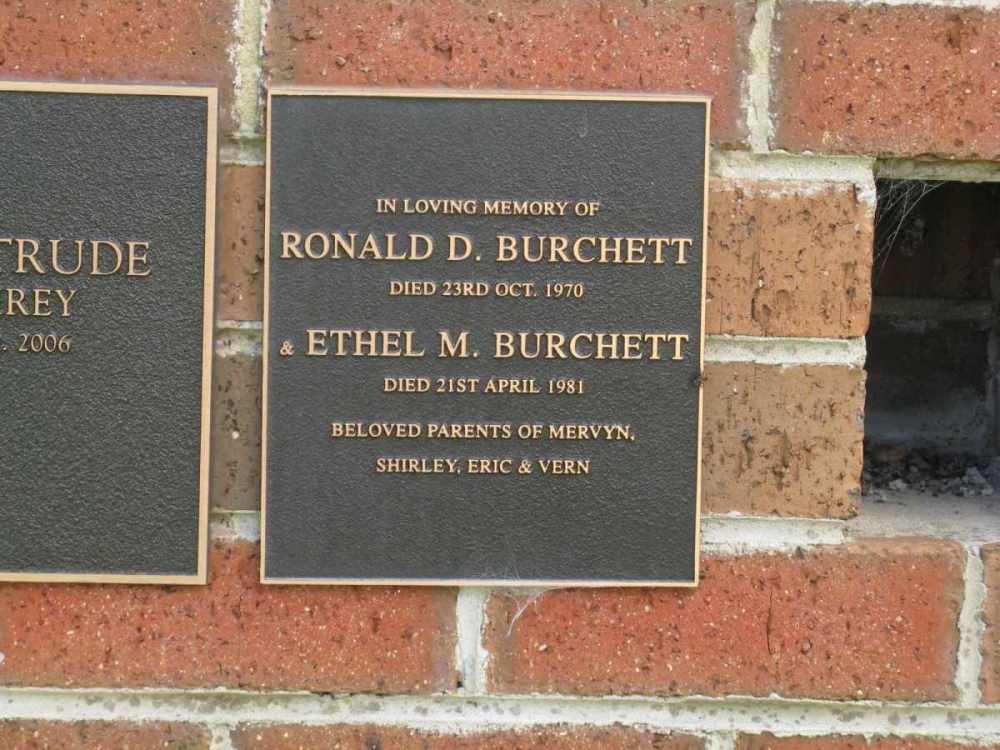 TRUDE
REY
2006
IN LOVING MEMORY OF
RONALD D. BURCHETT
DIED 23RD OCT. 1970
& ETHEL M. BURCHETT
DIED 21ST APRIL 1981
BELOVED PARENTS OF MERVYN,
SHIRLEY, ERIC & VERN